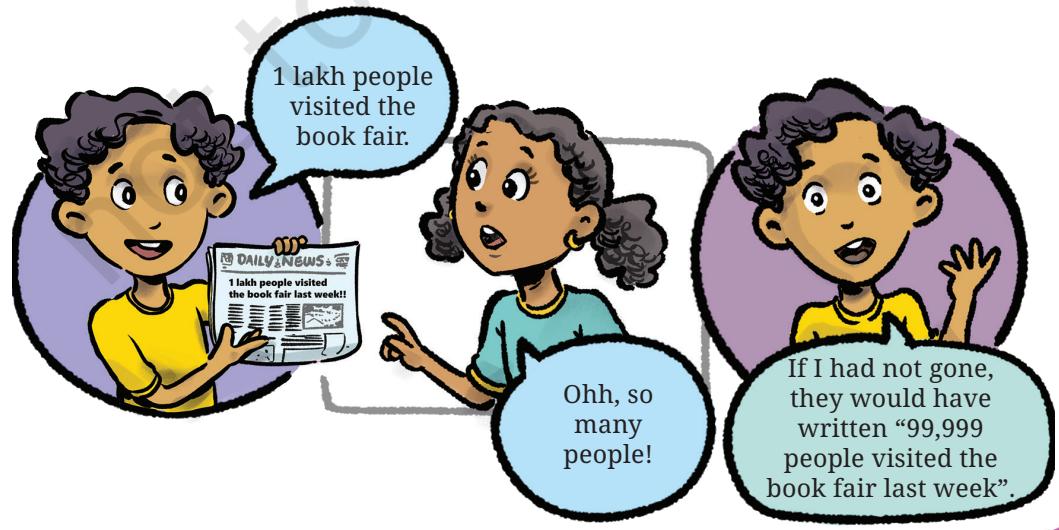 1 lakh people
visited the
book fair.
DAILY NEWS
1 lakh people visited
the book fair last week!!
Ohh, so
many
people!
If I had not gone,
they would have
written “99,999
people visited the
book fair last week”.
not to